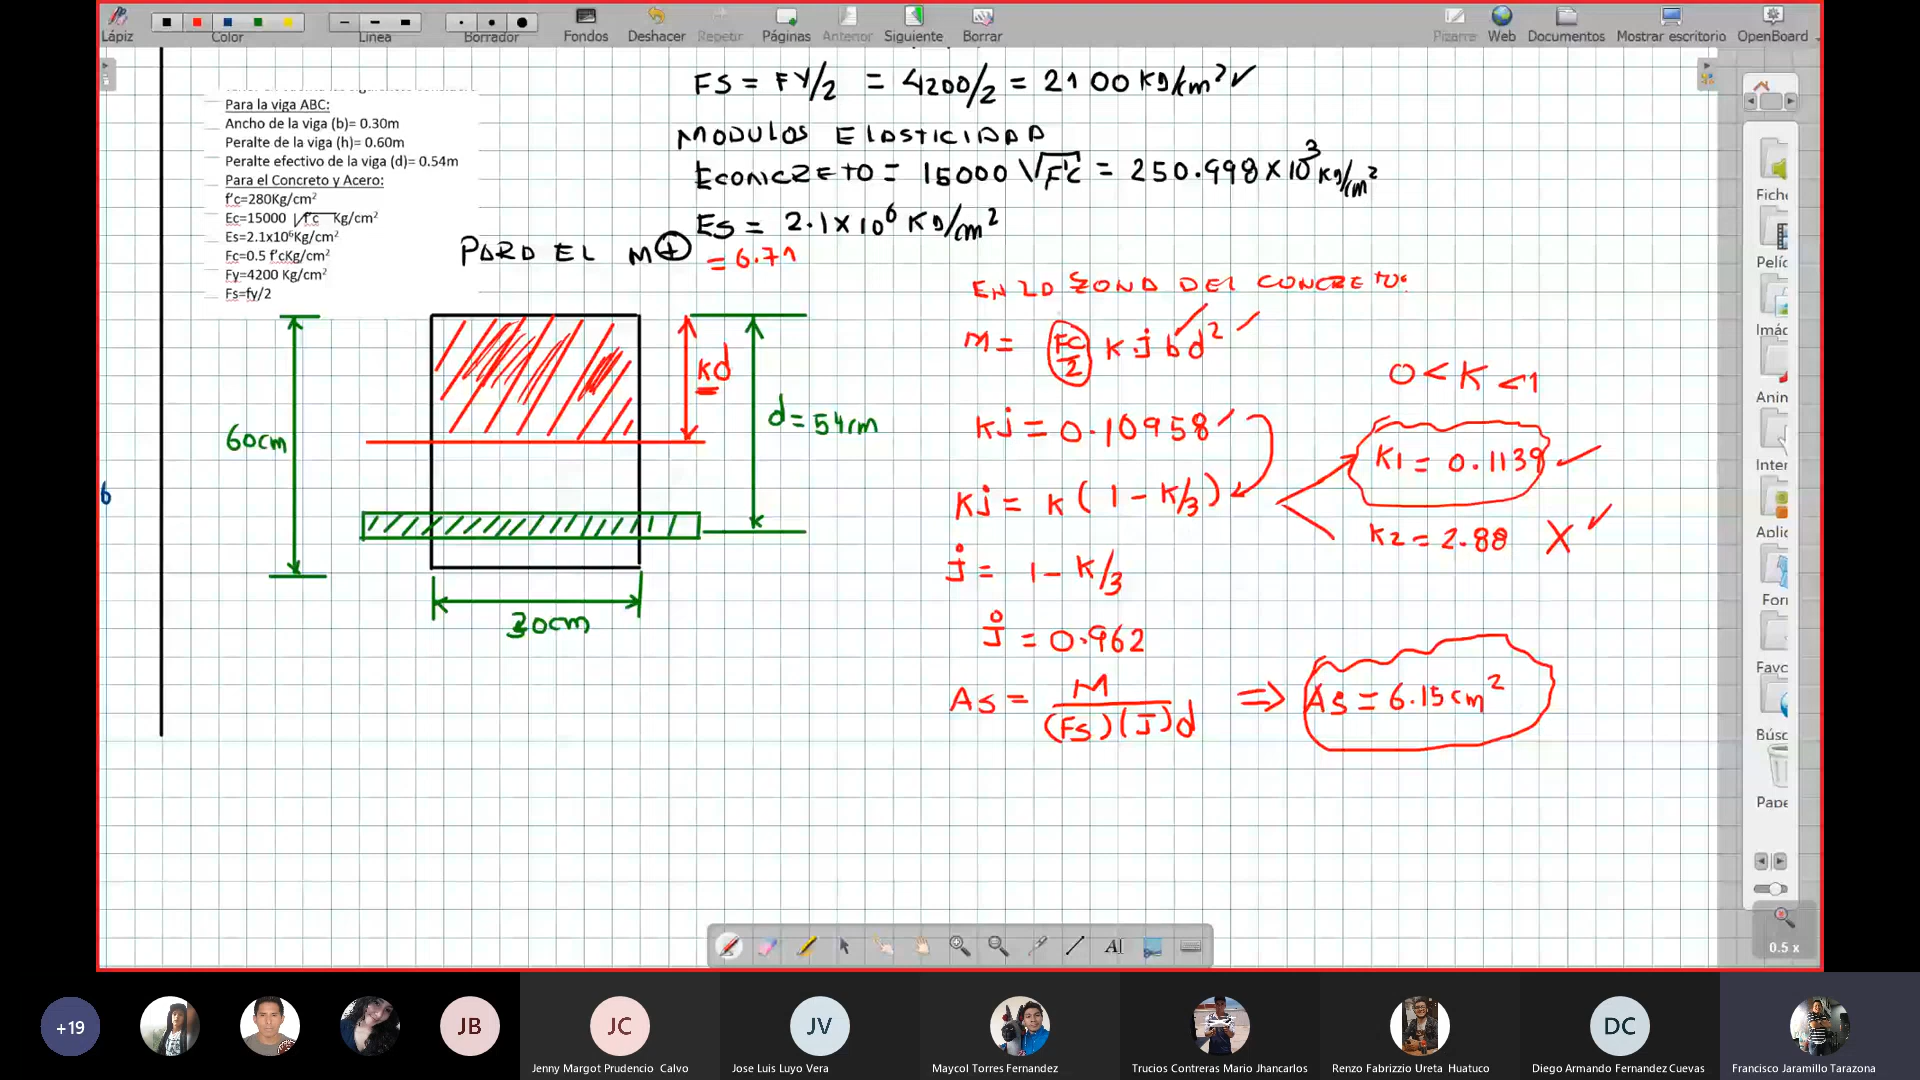 Lápiz Color Línea Borrador Fondos Deshacer Repetir Páginas Anterior Siguiente Borrar Pizarra Web Documentos Mostrar escritorio OpenBoard
Para la viga ABC:
Ancho de la viga (b)= 0.30m
Peralte de la viga (h)= 0.60m
Peralte efectivo de la viga (d)= 0.54m
Para el Concreto y Acero:
f'c=280Kg/cm²
Ec=15000 √f'c Kg/cm²
Es=2.1x10⁶Kg/cm²
Fc=0.5 f'cKg/cm²
Fy=4200 Kg/cm²
Fs=fy/2
FS = FY/2 = 4200/2 = 2100 KG/cm² ✓
MODULOS ELASTICIDAD
ECONCRETO = 15000 √F'C = 250.998 x 10³ KG/cm²
ES = 2.1 x 10⁶ KG/cm²
PARA EL M⊕
= 6.71
60cm
kd
d = 54cm
30cm
6
EN LA ZONA DEL CONCRETO:
M = FC/2 K j b d² ✓
Kj = 0.10958 ✓
Kj = K ( 1 - K/3 )
j = 1 - K/3
J = 0.962
As = M / (Fs)(J)d ⇒ As = 6.15 cm²
0 < K < 1
K1 = 0.1139 ✓
K2 = 2.88 X ✓
Fiche
Pelíc
Imág
Anin
Inter
Aplic
Forr
Favc
Búsc
Pape
0.5 x
+19
JB
JC
Jenny Margot Prudencio Calvo
JV
Jose Luis Luyo Vera
Maycol Torres Fernandez
Trucios Contreras Mario Jhancarlos
Renzo Fabrizzio Ureta Huatuco
DC
Diego Armando Fernandez Cuevas
Francisco Jaramillo Tarazona